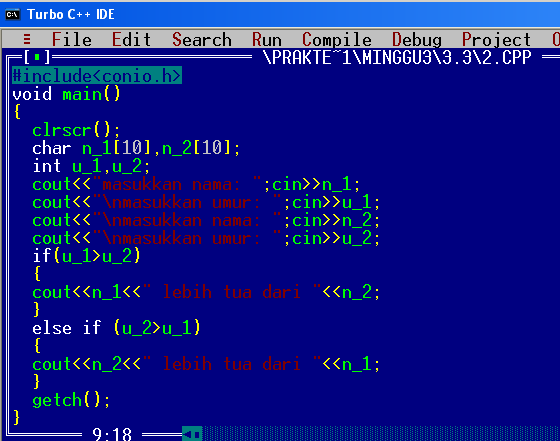 Turbo C++ IDE
≡ File Edit Search Run Compile Debug Project O
[■] \PRAKTE~1\MINGGU3\3.3\2.CPP
#include<conio.h>
void main()
{
clrscr();
char n_1[10],n_2[10];
int u_1,u_2;
cout<<"masukkan nama: ";cin>>n_1;
cout<<"\nmasukkan umur: ";cin>>u_1;
cout<<"\nmasukkan nama: ";cin>>n_2;
cout<<"\nmasukkan umur: ";cin>>u_2;
if(u_1>u_2)
{
cout<<n_1<<" lebih tua dari "<<n_2;
}
else if (u_2>u_1)
{
cout<<n_2<<" lebih tua dari "<<n_1;
}
getch();
}
9:18